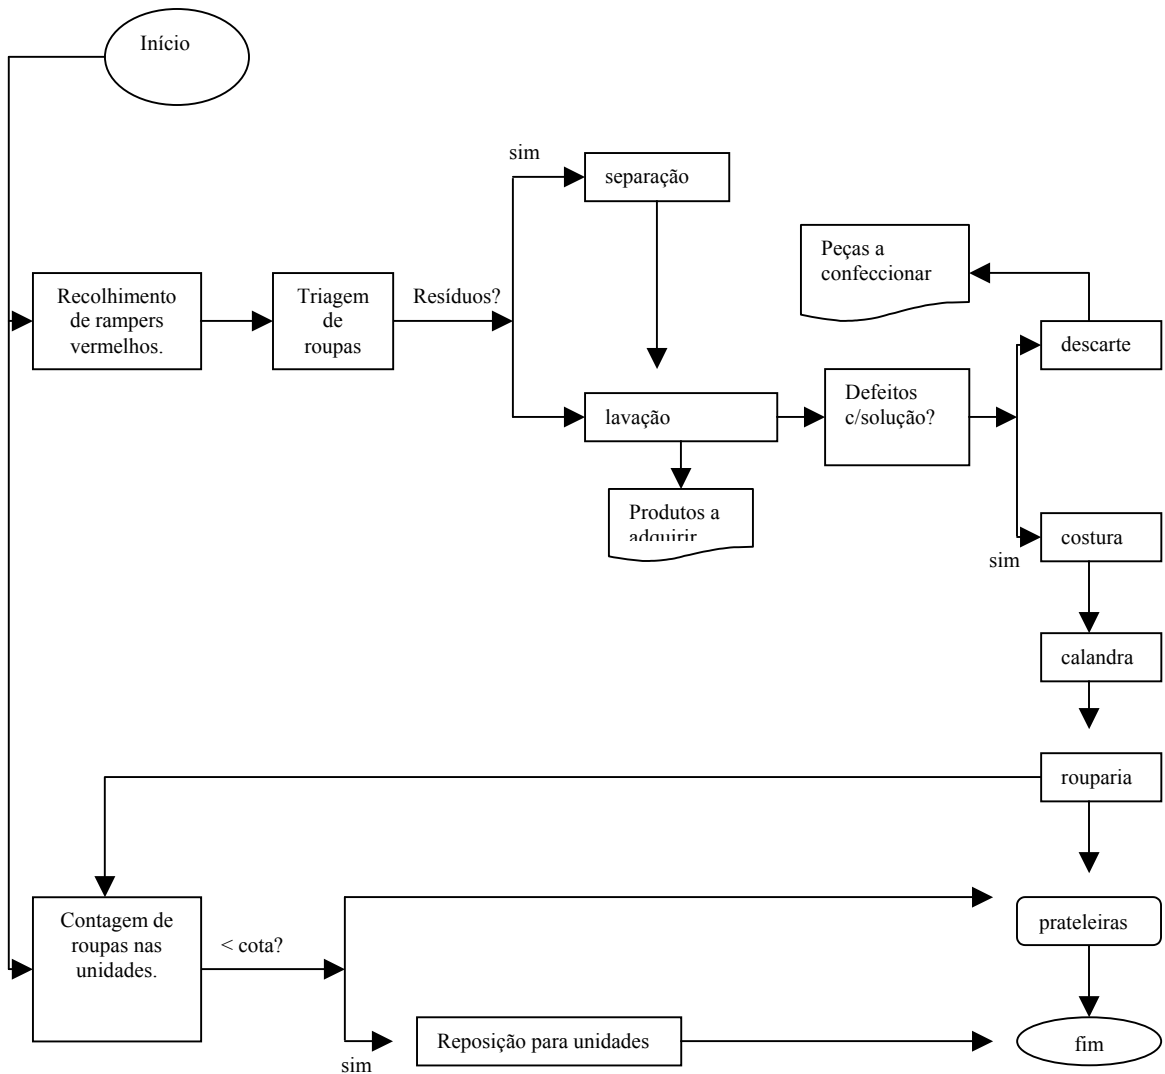 Início
sim
separação
Peças a
confeccionar
Recolhimento
de rampers
vermelhos.
Triagem
de
roupas
Resíduos?
descarte
lavação
Defeitos
c/solução?
Produtos a
adquirir
costura
sim
calandra
rouparia
Contagem de
roupas nas
unidades.
< cota?
prateleiras
sim
Reposição para unidades
fim